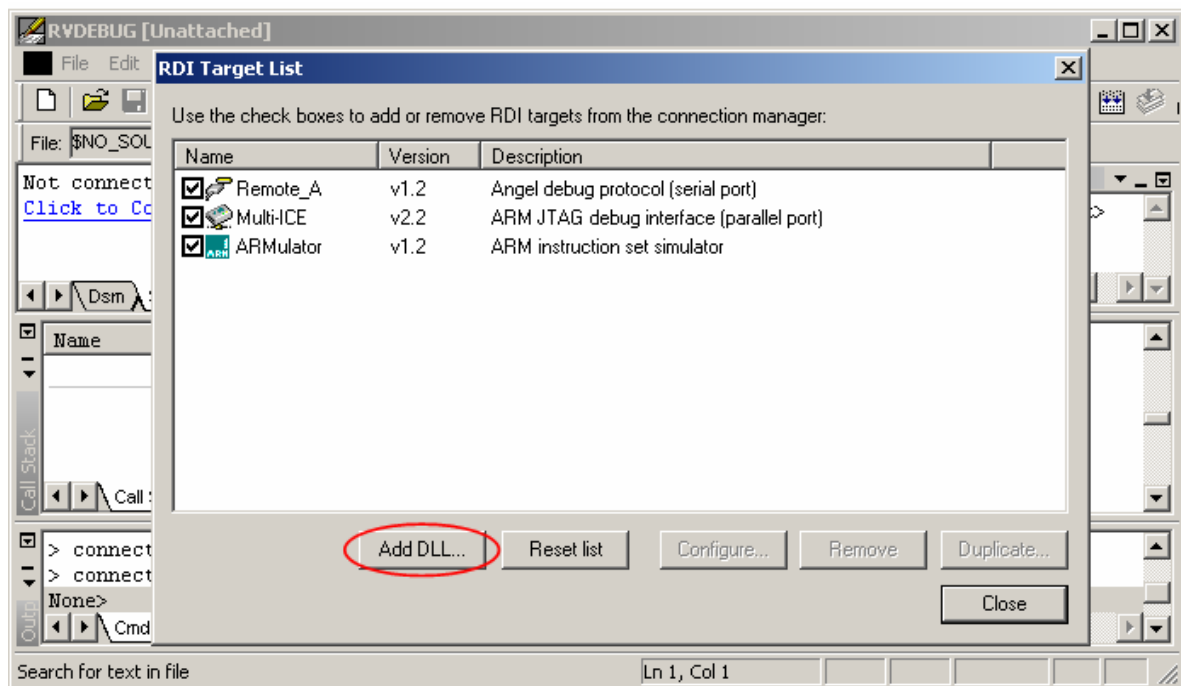 RVDEBUG [Unattached]
File Edit
RDI Target List
Use the check boxes to add or remove RDI targets from the connection manager:
File: $NO_SOU
Name Version Description
Not connect
Remote_A v1.2 Angel debug protocol (serial port)
Click to Co
Multi-ICE v2.2 ARM JTAG debug interface (parallel port)
ARMulator v1.2 ARM instruction set simulator
Dsm
Name
Call Stack
Call
Add DLL... Reset list Configure... Remove Duplicate...
> connect
> connect
None>
Close
Outp
Cmd
Search for text in file Ln 1, Col 1